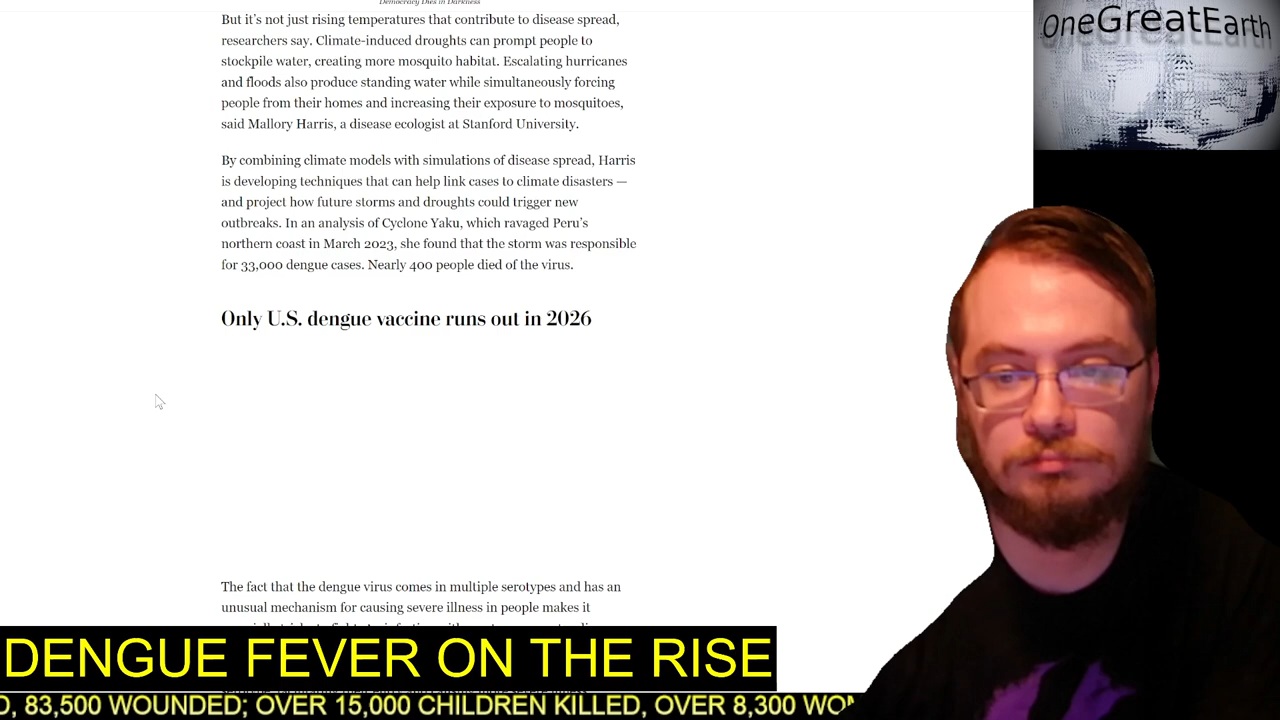 Democracy Dies in Darkness
But it's not just rising temperatures that contribute to disease spread,
researchers say. Climate-induced droughts can prompt people to
stockpile water, creating more mosquito habitat. Escalating hurricanes
and floods also produce standing water while simultaneously forcing
people from their homes and increasing their exposure to mosquitoes,
said Mallory Harris, a disease ecologist at Stanford University.
By combining climate models with simulations of disease spread, Harris
is developing techniques that can help link cases to climate disasters —
and project how future storms and droughts could trigger new
outbreaks. In an analysis of Cyclone Yaku, which ravaged Peru's
northern coast in March 2023, she found that the storm was responsible
for 33,000 dengue cases. Nearly 400 people died of the virus.
Only U.S. dengue vaccine runs out in 2026
The fact that the dengue virus comes in multiple serotypes and has an
unusual mechanism for causing severe illness in people makes it
OneGreatEarth
DENGUE FEVER ON THE RISE
D, 83,500 WOUNDED; OVER 15,000 CHILDREN KILLED, OVER 8,300 WO